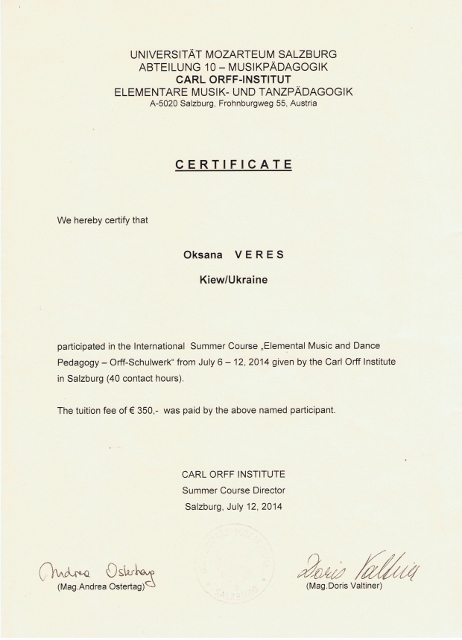 UNIVERSITÄT MOZARTEUM SALZBURG
ABTEILUNG 10 – MUSIKPÄDAGOGIK
CARL ORFF-INSTITUT
ELEMENTARE MUSIK- UND TANZPÄDAGOGIK
A-5020 Salzburg, Frohnburgweg 55, Austria
CERTIFICATE
We hereby certify that
Oksana VERES
Kiew/Ukraine
participated in the International Summer Course „Elemental Music and Dance
Pedagogy – Orff-Schulwerk“ from July 6 – 12, 2014 given by the Carl Orff Institute
in Salzburg (40 contact hours).
The tuition fee of € 350,- was paid by the above named participant.
CARL ORFF INSTITUTE
Summer Course Director
Salzburg, July 12, 2014
Andrea Ostertag
(Mag.Andrea Ostertag)
Doris Valtiner
(Mag.Doris Valtiner)
SALZBURG